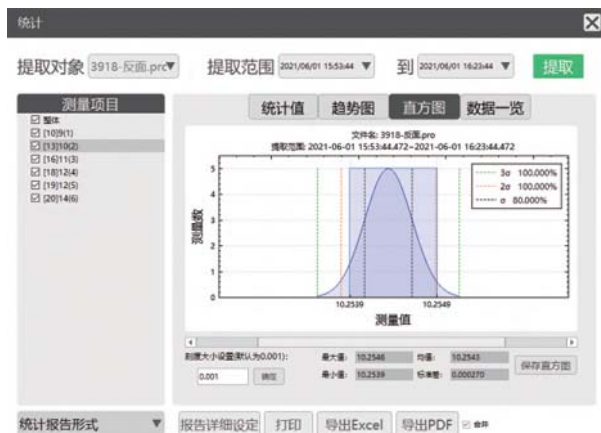 统计
提取对象 3918-反面.prc 提取范围 2021/06/01 15:53:44 到 2021/06/01 16:23:44 提取
测量项目
整体
[10]9(1)
[13]10(2)
[16]11(3)
[18]12(4)
[19]12(5)
[20]14(6)
统计值 趋势图 直方图 数据一览
文件名: 3918-反面.pro
提取范围: 2021-06-01 15:53:44.472~2021-06-01 16:23:44.472
3σ 100.000%
2σ 100.000%
σ 80.000%
测量数
5
4
3
2
1
0
10.2539 10.2549
测量值
刻度大小设置(默认为0.001):
0.001 确定
最大值: 10.2546 均值: 10.2543
最小值: 10.2539 标准差: 0.000270
保存直方图
统计报告形式 报告详细设定 打印 导出Excel 导出PDF 合并